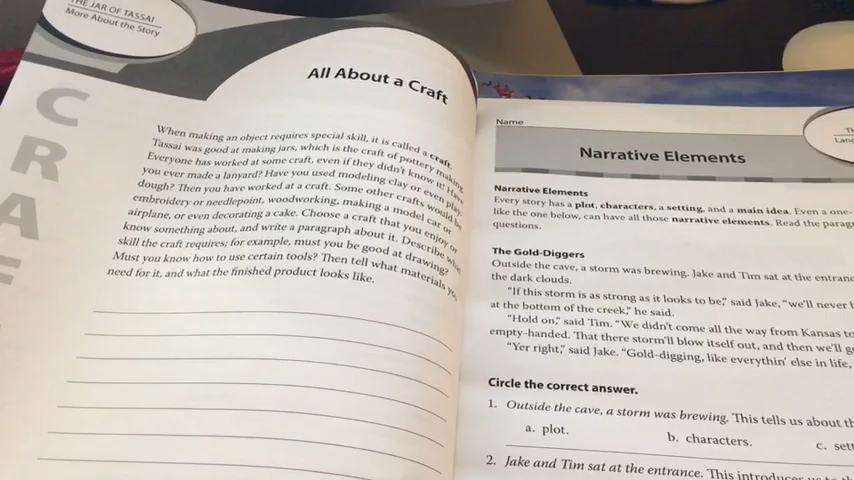 THE JAR OF TASSAI
More About the Story
CRAF
All About a Craft
When making an object requires special skill, it is called a craft.
Tassai was good at making jars, which is the craft of pottery making.
Everyone has worked at some craft, even if they didn't know it! Have
you ever made a lanyard? Have you used modeling clay or even play
dough? Then you have worked at a craft. Some other crafts would be
embroidery or needlepoint, woodworking, making a model car or
airplane, or even decorating a cake. Choose a craft that you enjoy or
know something about, and write a paragraph about it. Describe
skill the craft requires; for example, must you be good at drawing?
Must you know how to use certain tools? Then tell what materials
need for it, and what the finished product looks like.
Name
Narrative Elements
Narrative Elements
Every story has a plot, characters, a setting, and a main idea. Even a one-
like the one below, can have all those narrative elements. Read the
questions.
The Gold-Diggers
Outside the cave, a storm was brewing. Jake and Tim sat at the
the dark clouds.
"If this storm is as strong as it looks to be," said Jake, "we'll never
at the bottom of the creek," he said.
"Hold on," said Tim. "We didn't come all the way from Kansas to
empty-handed. That there storm'll blow itself out, and then we'll
"Yer right," said Jake. "Gold-digging, like everythin' else in life,
Circle the correct answer.
1. Outside the cave, a storm was brewing. This tells us about
a. plot. b. characters. c.
2. Jake and Tim sat at the entrance. This